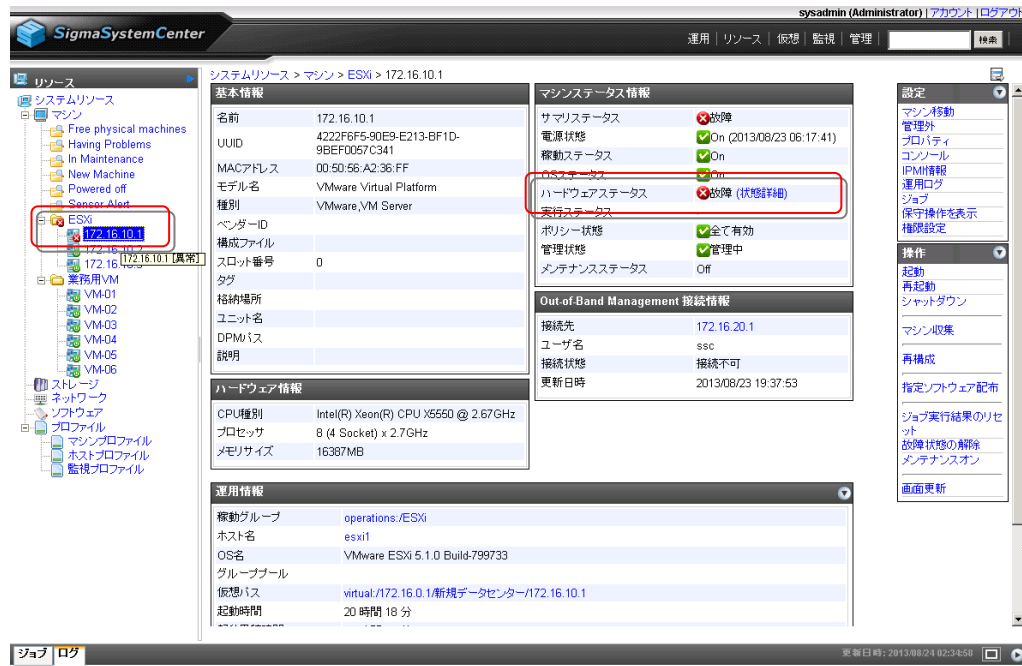 sysadmin (Administrator) | アカウント | ログアウト
SigmaSystemCenter
運用 | リソース | 仮想 | 監視 | 管理 |
検索
リソース
システムリソース
マシン
Free physical machines
Having Problems
In Maintenance
New Machine
Powered off
Sensor Alert
ESXi
172.16.10.1
172.16.10.1 [異常]
業務用VM
VM-01
VM-02
VM-03
VM-04
VM-05
VM-06
ストレージ
ネットワーク
ソフトウェア
プロファイル
マシンプロファイル
ホストプロファイル
監視プロファイル
システムリソース > マシン > ESXi > 172.16.10.1
基本情報
名前 172.16.10.1
UUID 4222F6F5-90E9-E213-BF1D-
9BEF0057C341
MACアドレス 00:50:56:A2:36:FF
モデル名 VMware Virtual Platform
種別 VMware,VM Server
ベンダーID
構成ファイル
スロット番号 0
タグ
格納場所
ユニット名
DPMパス
説明
ハードウェア情報
CPU種別 Intel(R) Xeon(R) CPU X5550 @ 2.67GHz
プロセッサ 8 (4 Socket) x 2.7GHz
メモリサイズ 16387MB
マシンステータス情報
サマリステータス 故障
電源状態 On (2013/08/23 06:17:41)
稼動ステータス On
OSステータス On
ハードウェアステータス 故障 (状態詳細)
実行ステータス -
ポリシー状態 全て有効
管理状態 管理中
メンテナンスステータス Off
Out-of-Band Management 接続情報
接続先 172.16.20.1
ユーザ名 ssc
接続状態 接続不可
更新日時 2013/08/23 19:37:53
運用情報
稼動グループ operations:/ESXi
ホスト名 esxi1
OS名 VMware ESXi 5.1.0 Build-799733
グループプール
仮想パス virtual:/172.16.0.1/新規データセンター/172.16.10.1
起動時間 20 時間 18 分
設定
マシン移動
管理外
プロパティ
コンソール
IPMI情報
運用ログ
ジョブ
保守操作を表示
権限設定
操作
起動
再起動
シャットダウン
マシン収集
再構成
指定ソフトウェア配布
ジョブ実行結果のリセ
ット
故障状態の解除
メンテナンスオン
画面更新
ジョブ ログ
更新日時 : 2013/08/24 02:34:58